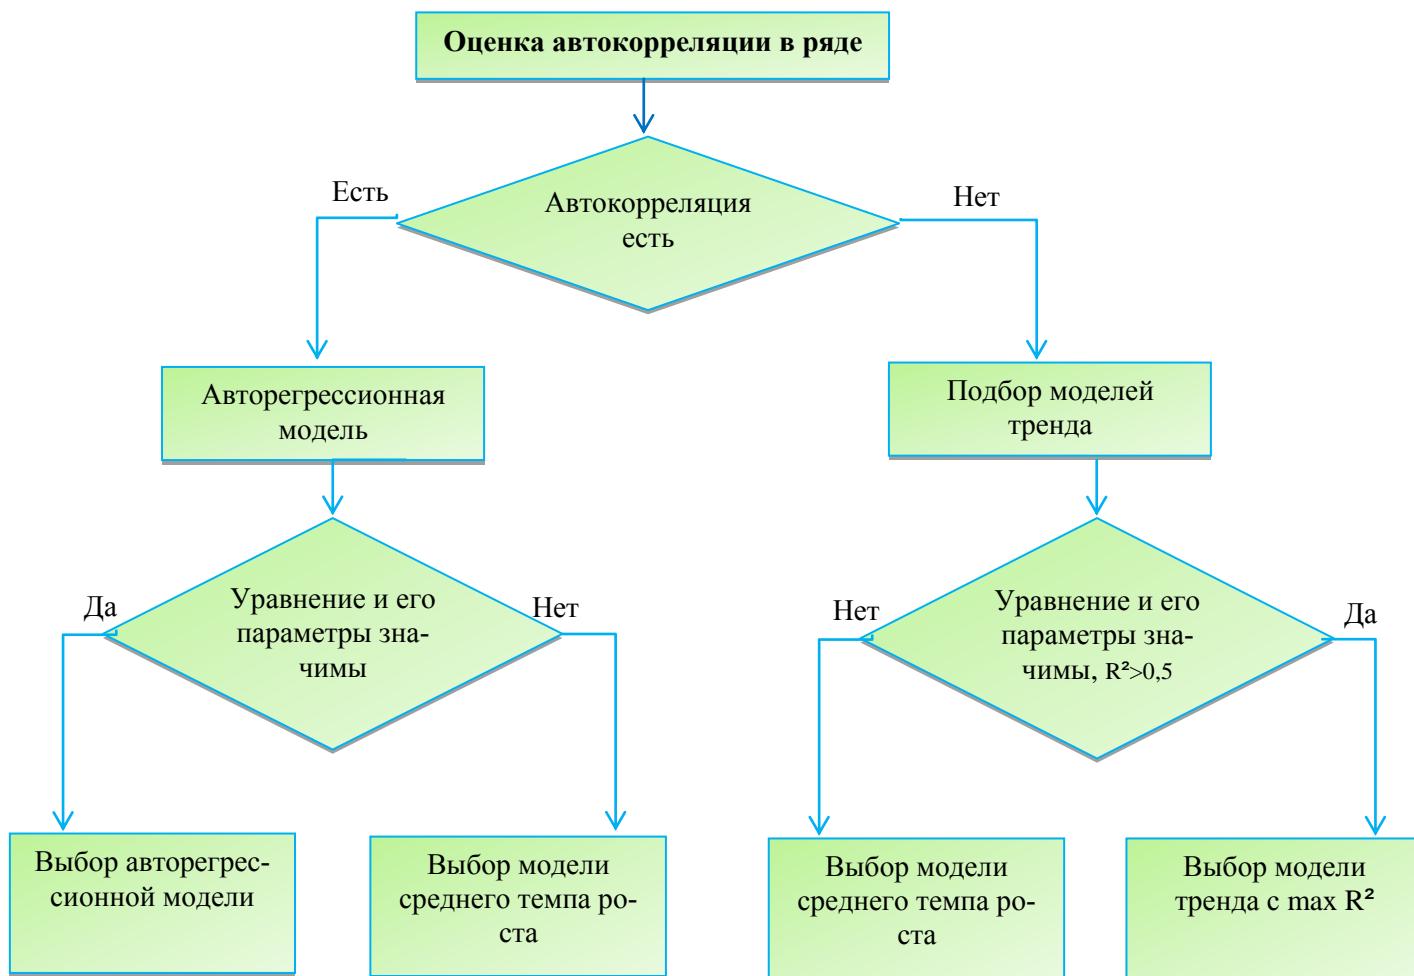 Оценка автокорреляции в ряде
Есть
Автокорреляция
есть
Нет
Авторегрессионная
модель
Подбор моделей
тренда
Да
Уравнение и его
параметры зна-
чимы
Нет
Нет
Уравнение и его
параметры зна-
чимы, R²>0,5
Да
Выбор авторегрес-
сионной модели
Выбор модели
среднего темпа ро-
ста
Выбор модели
среднего темпа ро-
ста
Выбор модели
тренда с max R²